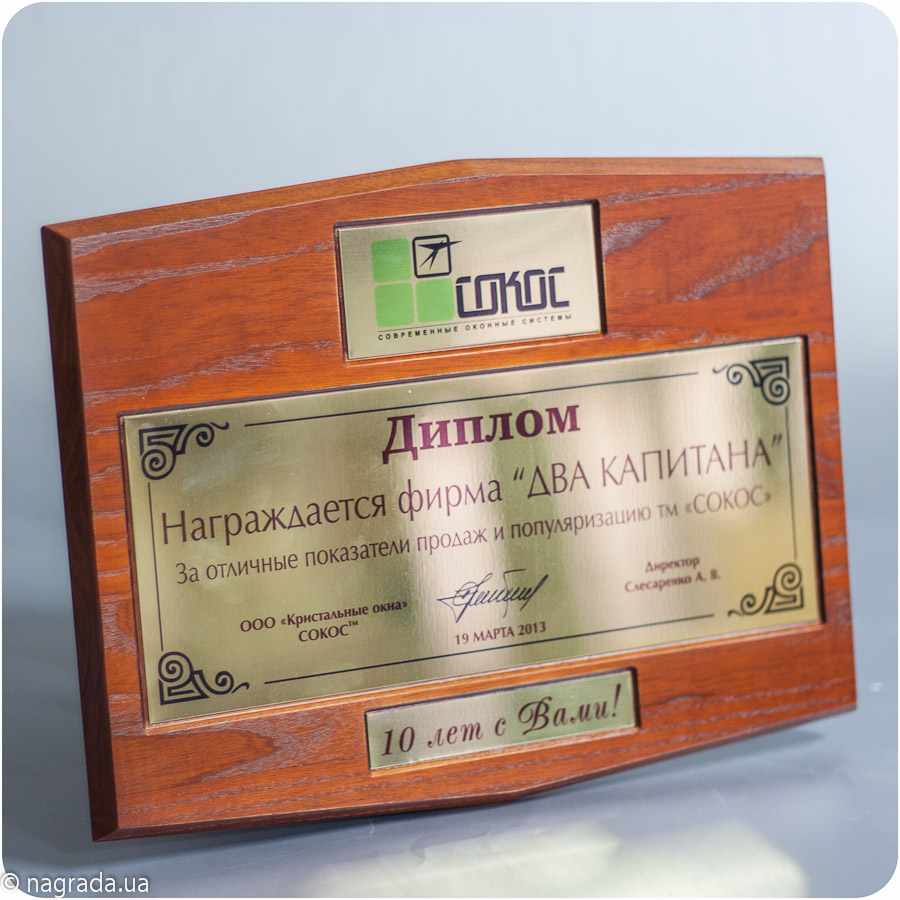 СОКОС
СОВРЕМЕННЫЕ ОКОННЫЕ СИСТЕМЫ
Диплом
Награждается фирма “ДВА КАПИТАНА”
За отличные показатели продаж и популяризацию тм «СОКОС»
ООО «Кристальные окна»
СОКОС™
19 МАРТА 2013
Директор
Слесаренко А. В.
10 лет с Вами!
© nagrada.ua